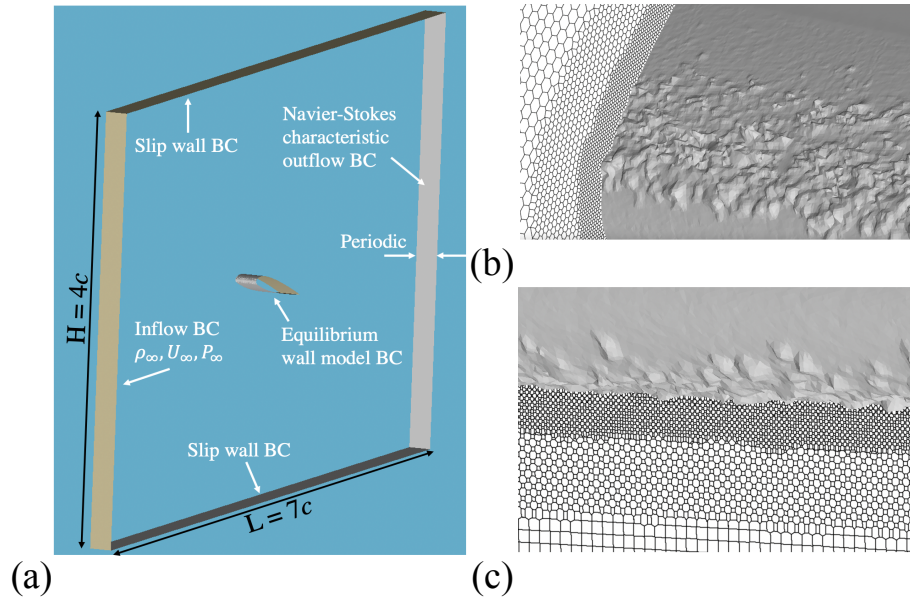 Slip wall BC
Navier-Stokes
characteristic
outflow BC
Periodic
H = 4c
Inflow BC
ρ∞, U∞, P∞
Equilibrium
wall model BC
Slip wall BC
L = 7c
(a)
(b)
(c)